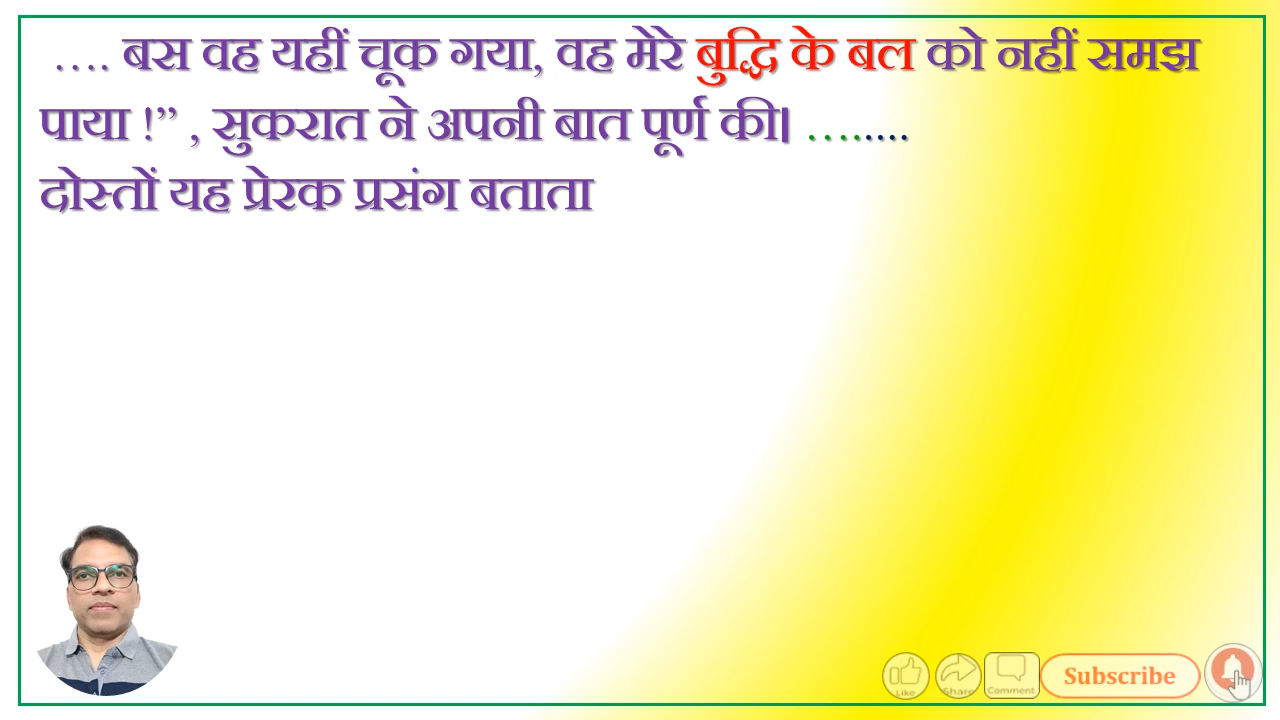 …. बस वह यहीं चूक गया, वह मेरे बुद्धि के बल को नहीं समझ
पाया !” , सुकरात ने अपनी बात पूर्ण की। ….....
दोस्तों यह प्रेरक प्रसंग बताता
Like
Share
Comment
Subscribe